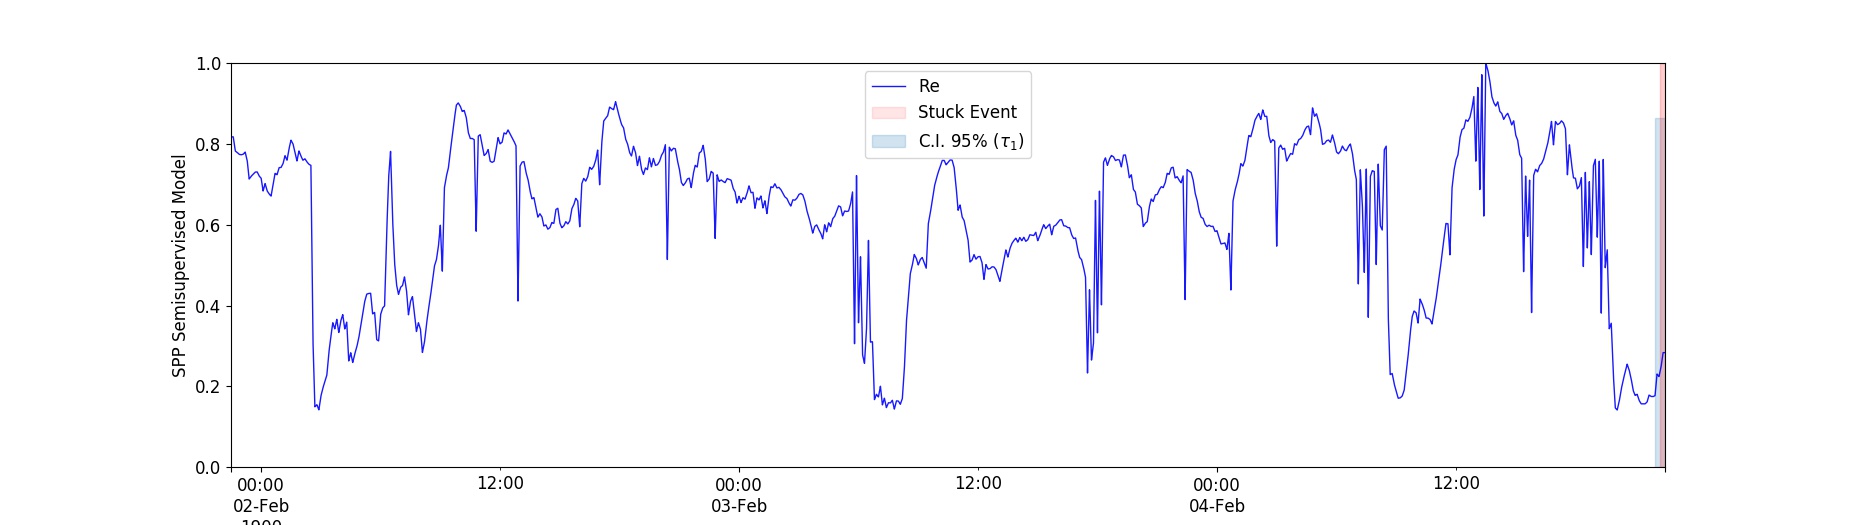 1.0
0.8
0.6
0.4
0.2
0.0
SPP Semisupervised Model
Re
Stuck Event
C.I. 95% (τ₁)
00:00
02-Feb
1900
12:00
00:00
03-Feb
12:00
00:00
04-Feb
12:00